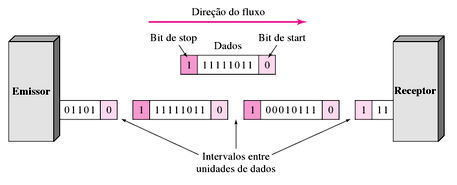 Direção do fluxo
Bit de stop Dados Bit de start
1 11111011 0
Emissor
Receptor
01101 0 1 11111011 0 1 00010111 0 1 11
Intervalos entre
unidades de dados